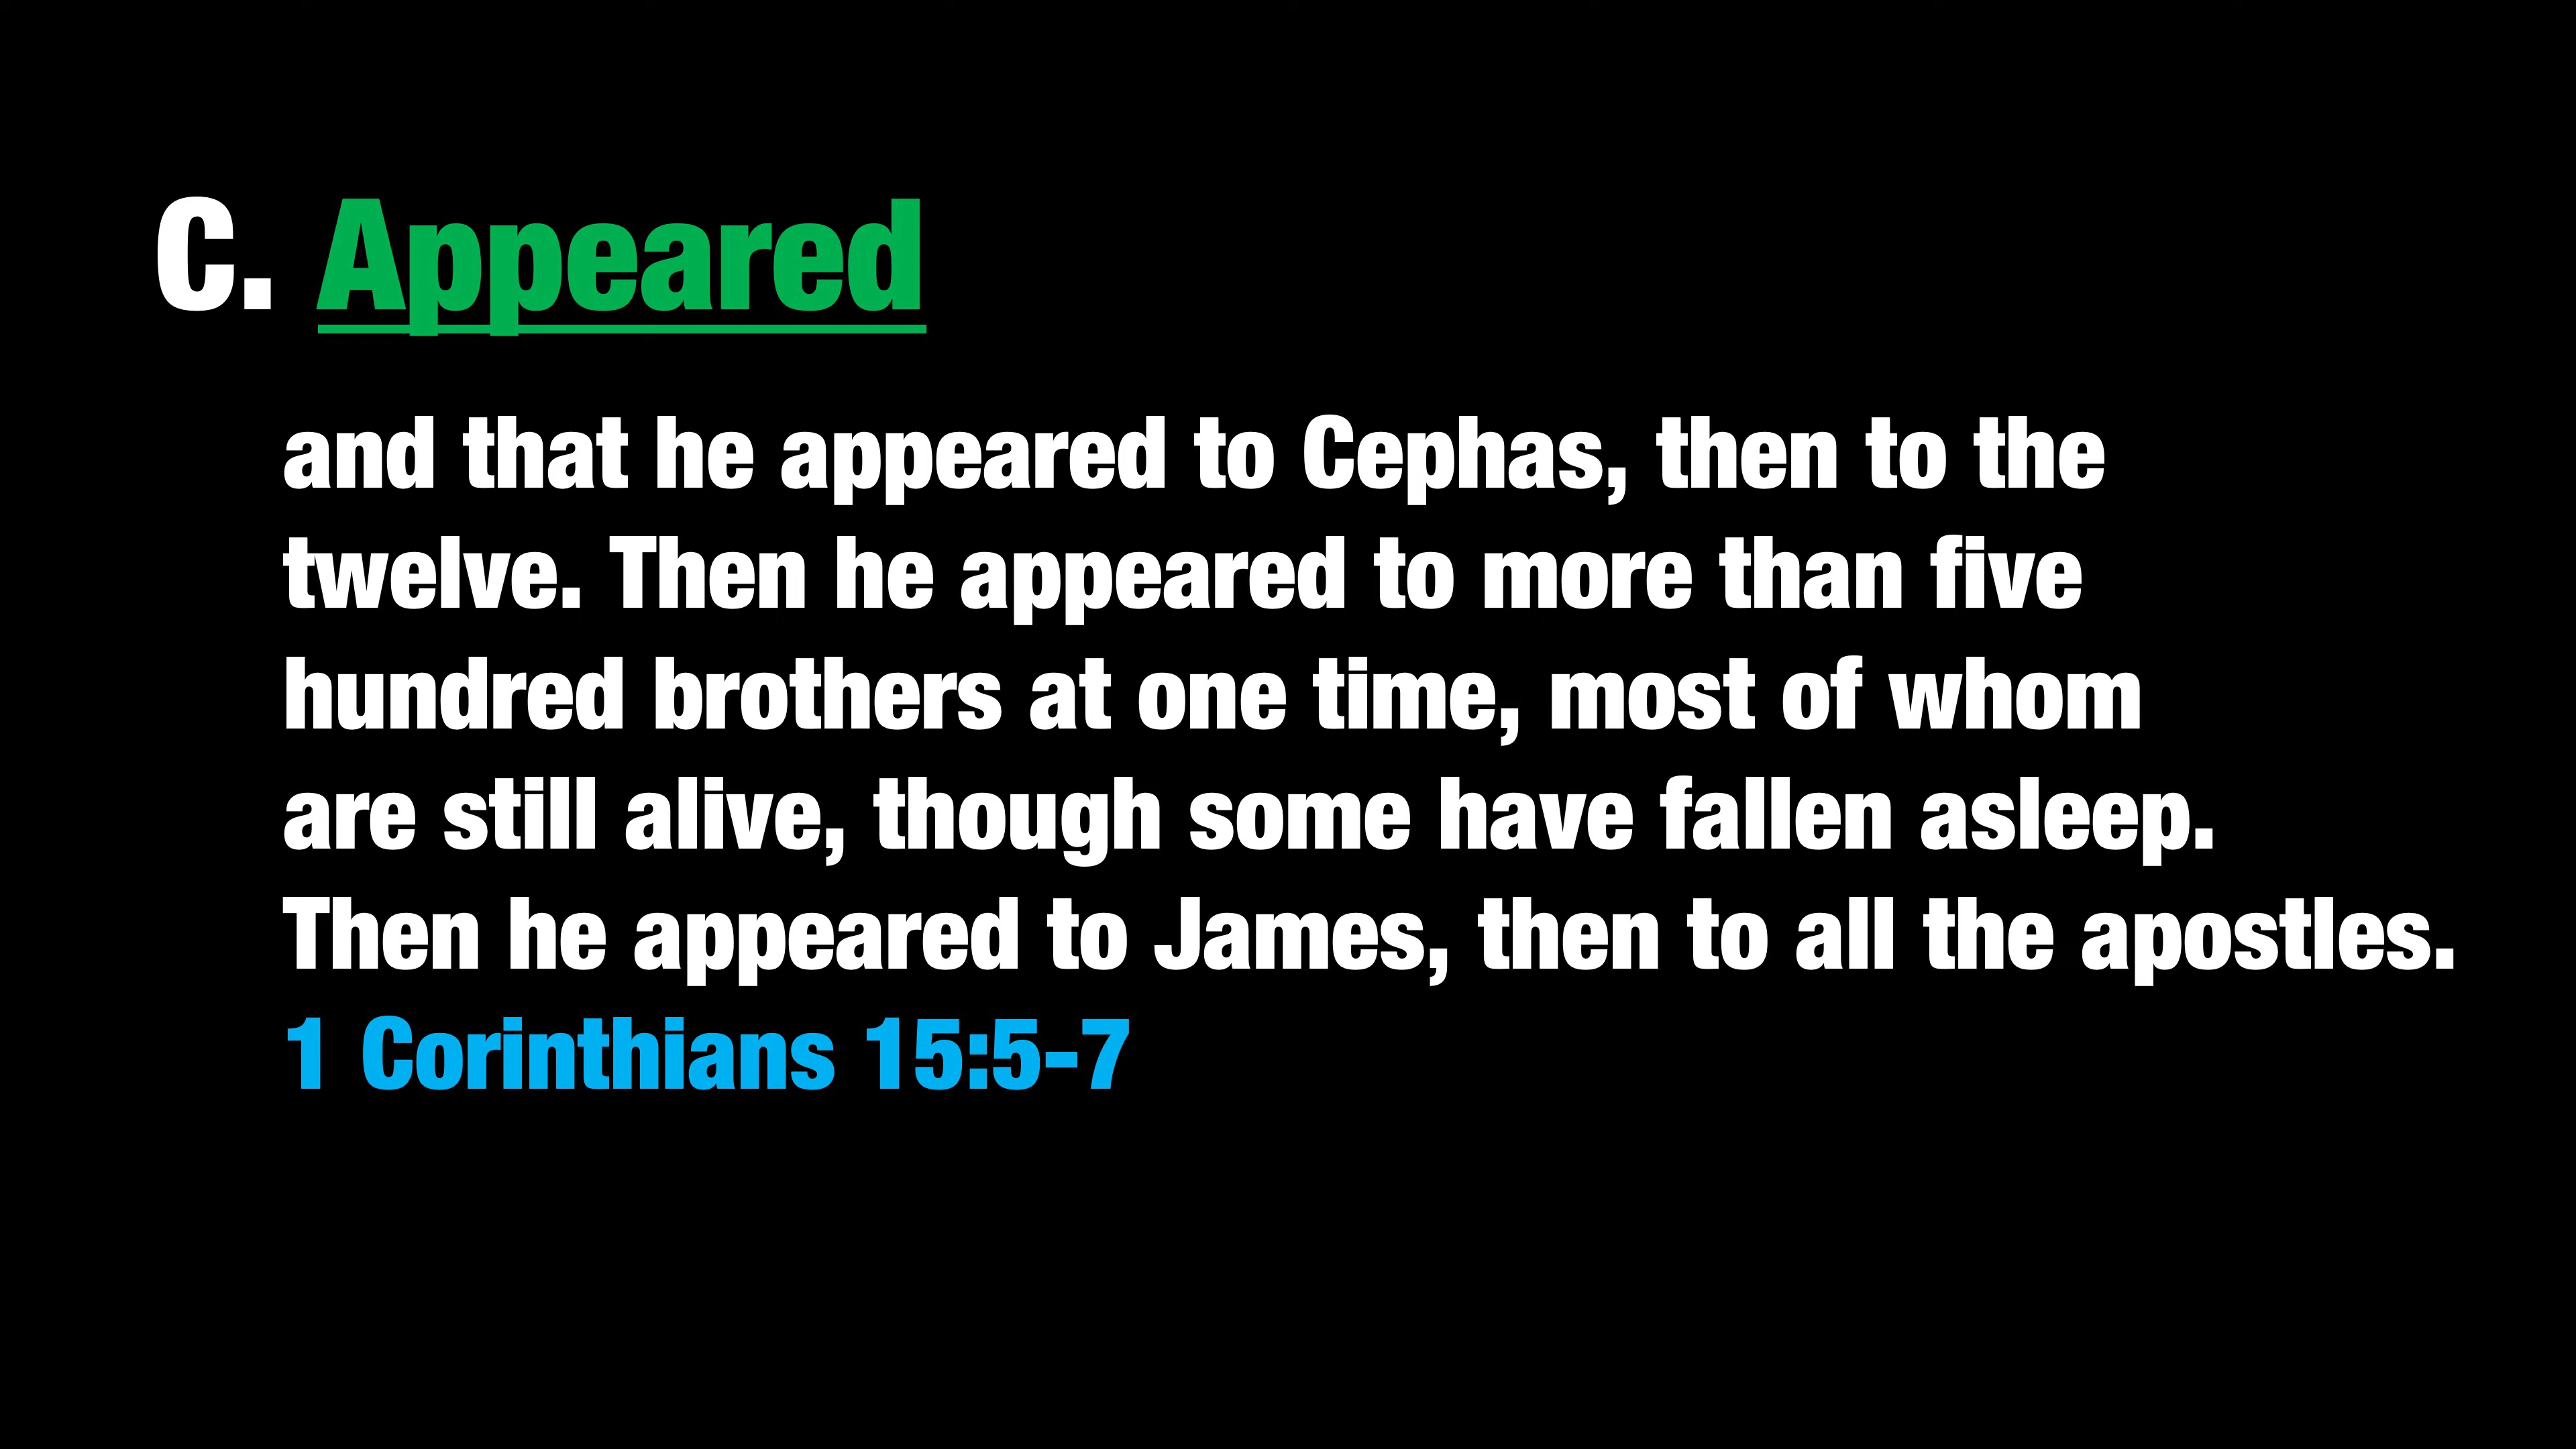 C. Appeared
and that he appeared to Cephas, then to the
twelve. Then he appeared to more than five
hundred brothers at one time, most of whom
are still alive, though some have fallen asleep.
Then he appeared to James, then to all the apostles.
1 Corinthians 15:5-7